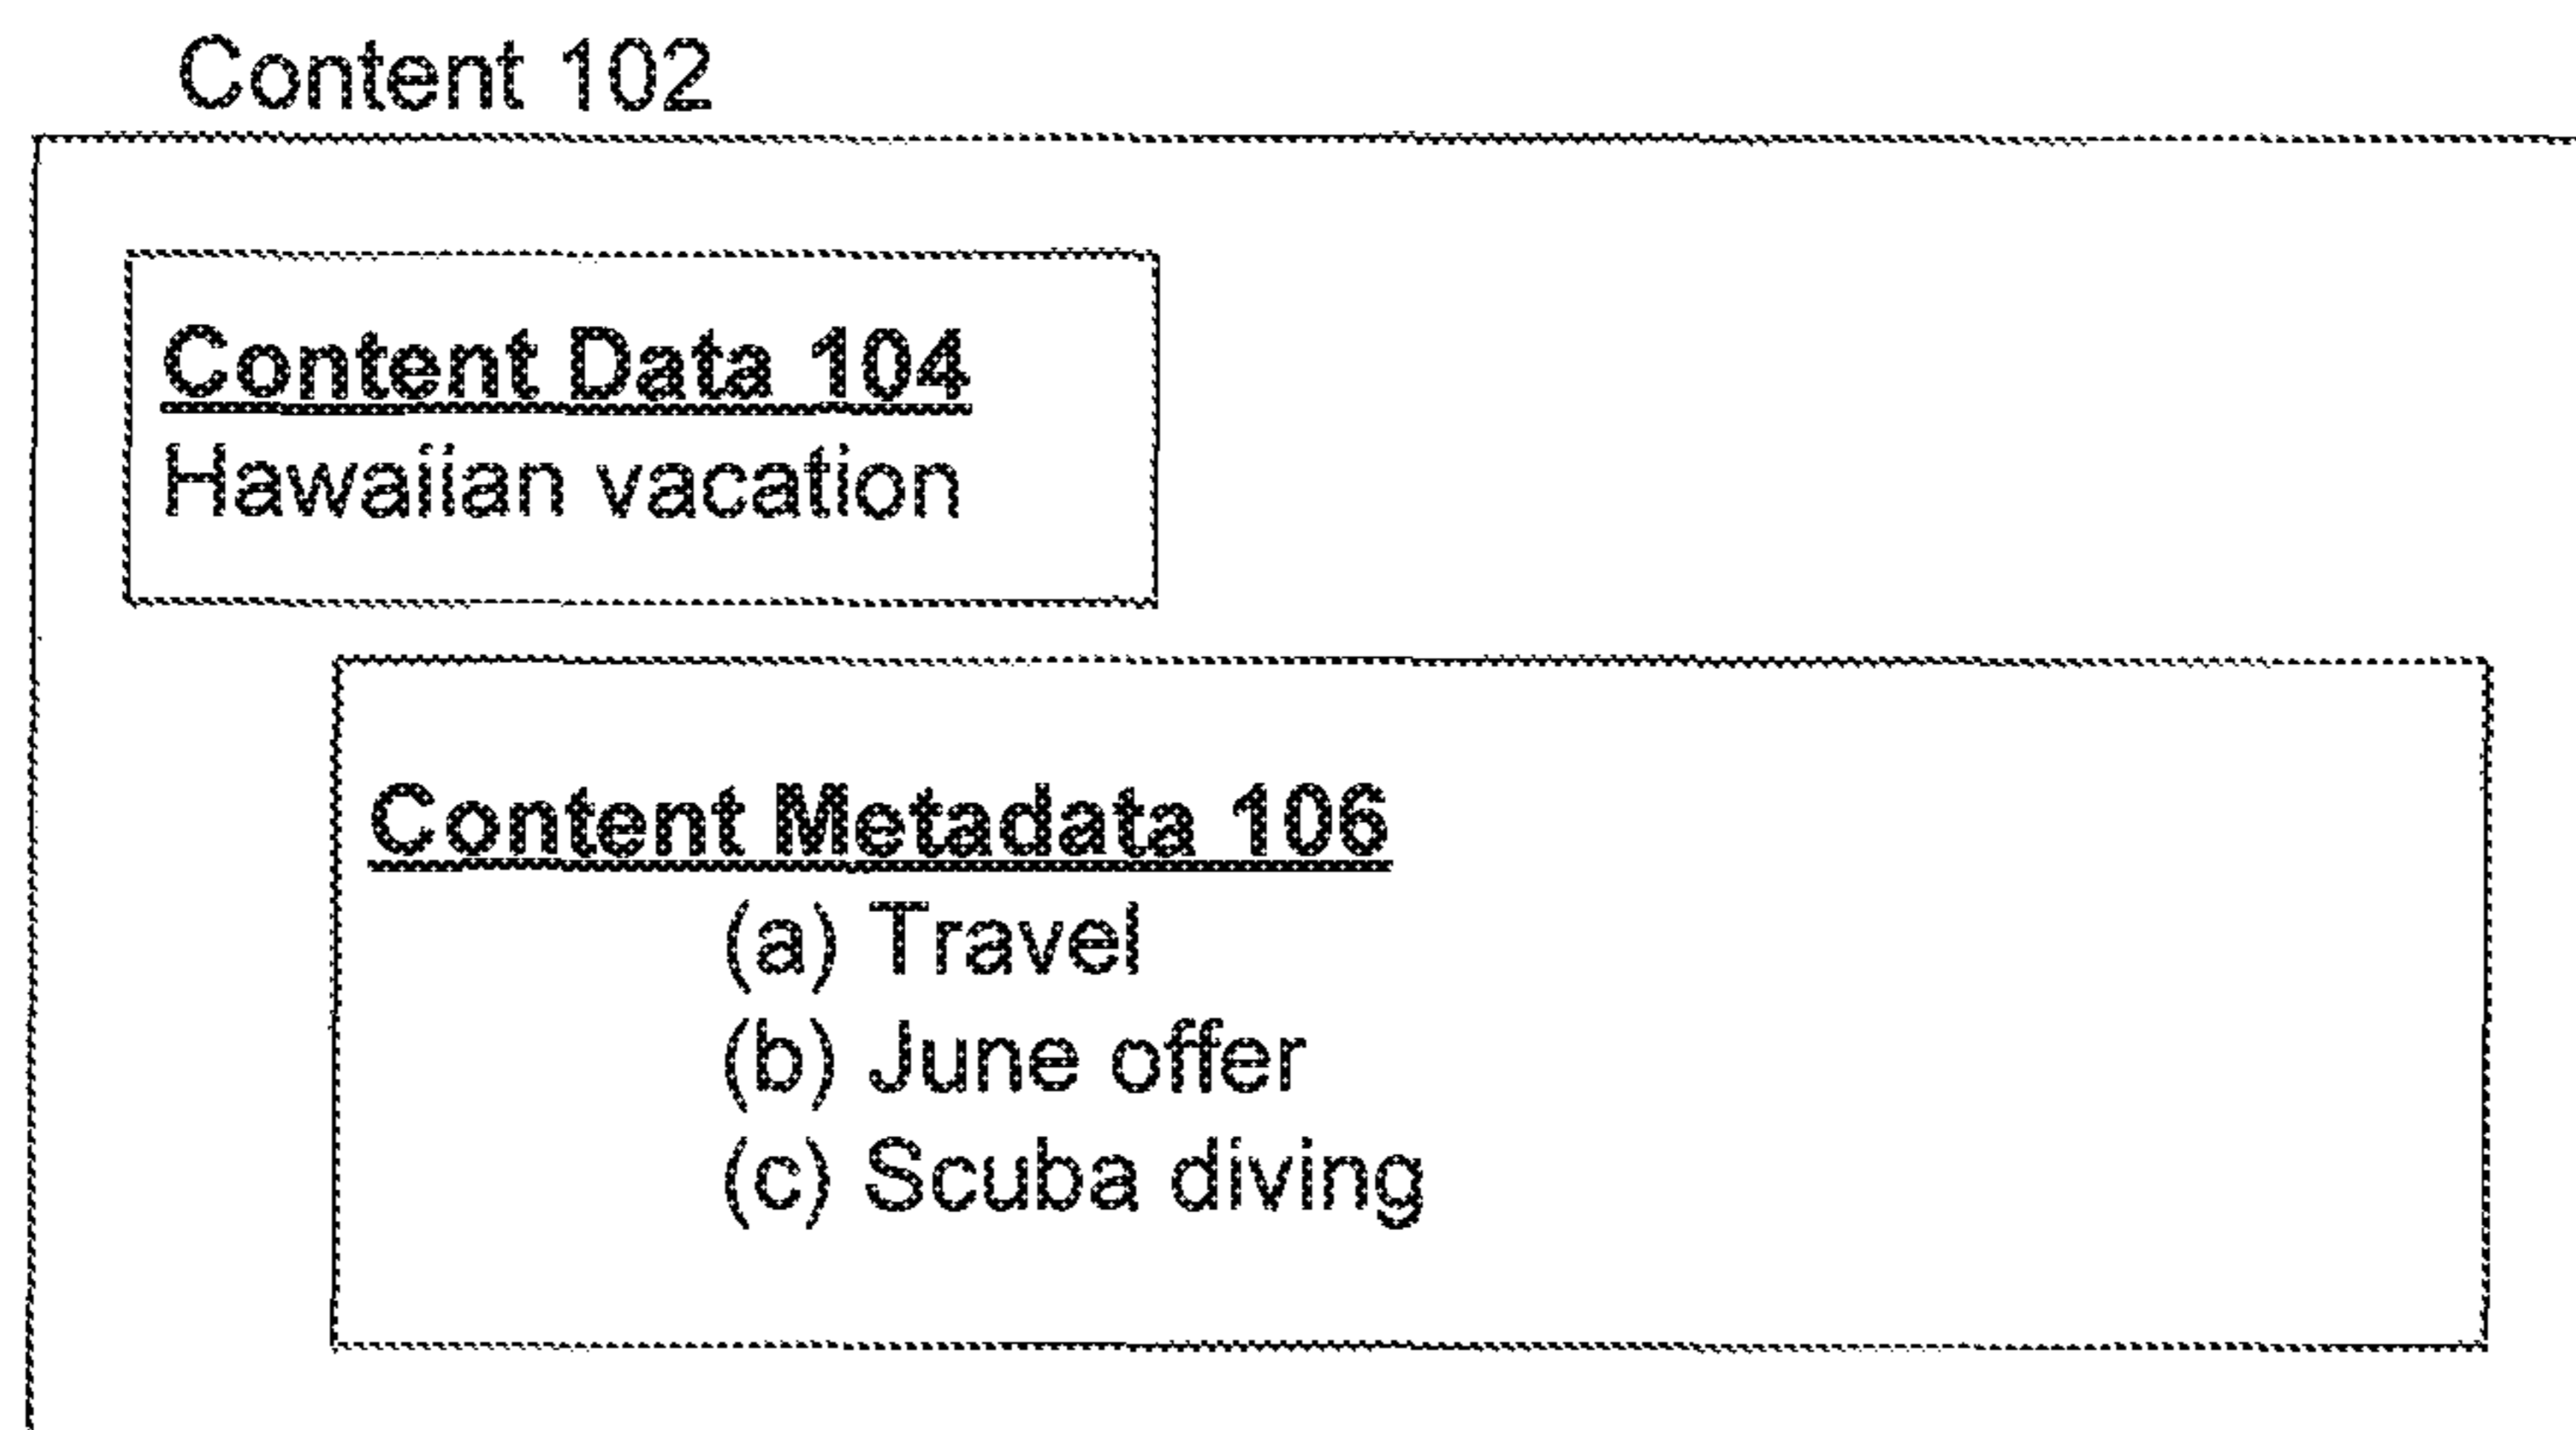 Content 102
Content Data 104
Hawaiian vacation
Content Metadata 106
(a) Travel
(b) June offer
(c) Scuba diving